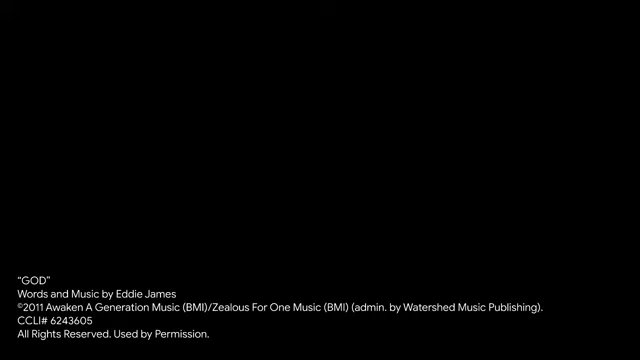 “GOD”
Words and Music by Eddie James
©2011 Awaken A Generation Music (BMI)/Zealous For One Music (BMI) (admin. by Watershed Music Publishing).
CCLI# 6243605
All Rights Reserved. Used by Permission.